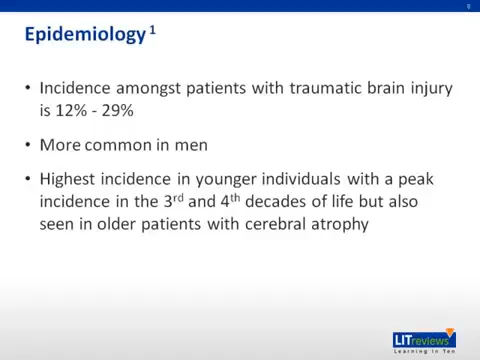 8
Epidemiology 1
• Incidence amongst patients with traumatic brain injury
is 12% - 29%
• More common in men
• Highest incidence in younger individuals with a peak
incidence in the 3rd and 4th decades of life but also
seen in older patients with cerebral atrophy
LITreviews
Learning in Ten